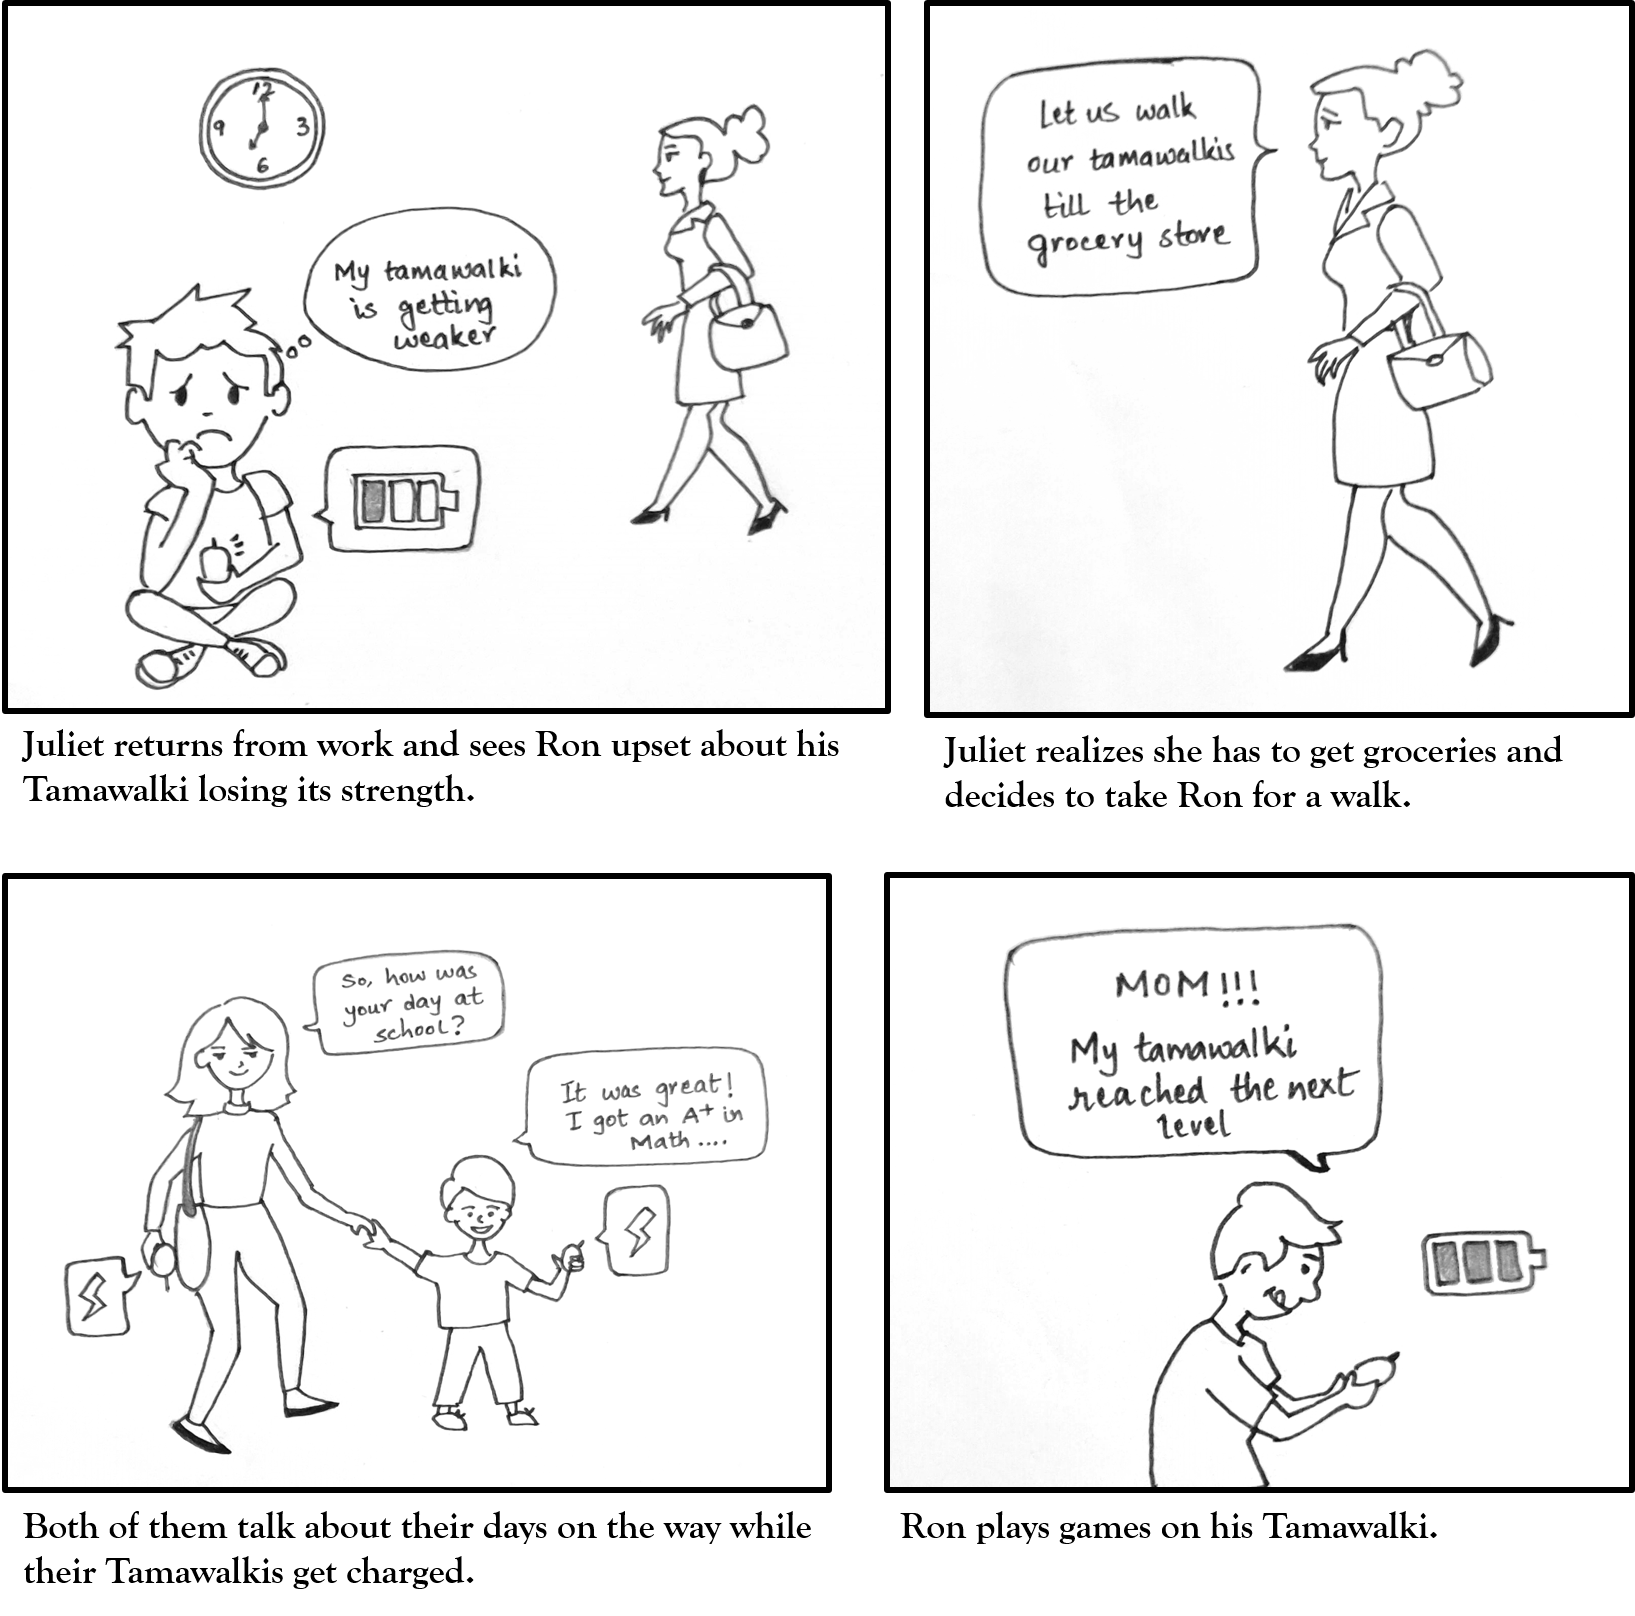 12
9
3
6
My tamawalki
is getting
weaker
Juliet returns from work and sees Ron upset about his
Tamawalki losing its strength.
Let us walk
our tamawalkis
till the
grocery store
Juliet realizes she has to get groceries and
decides to take Ron for a walk.
So, how was
your day at
school?
It was great!
I got an A+ in
Math ....
Both of them talk about their days on the way while
their Tamawalkis get charged.
MOM!!!
My tamawalki
reached the next
level
Ron plays games on his Tamawalki.